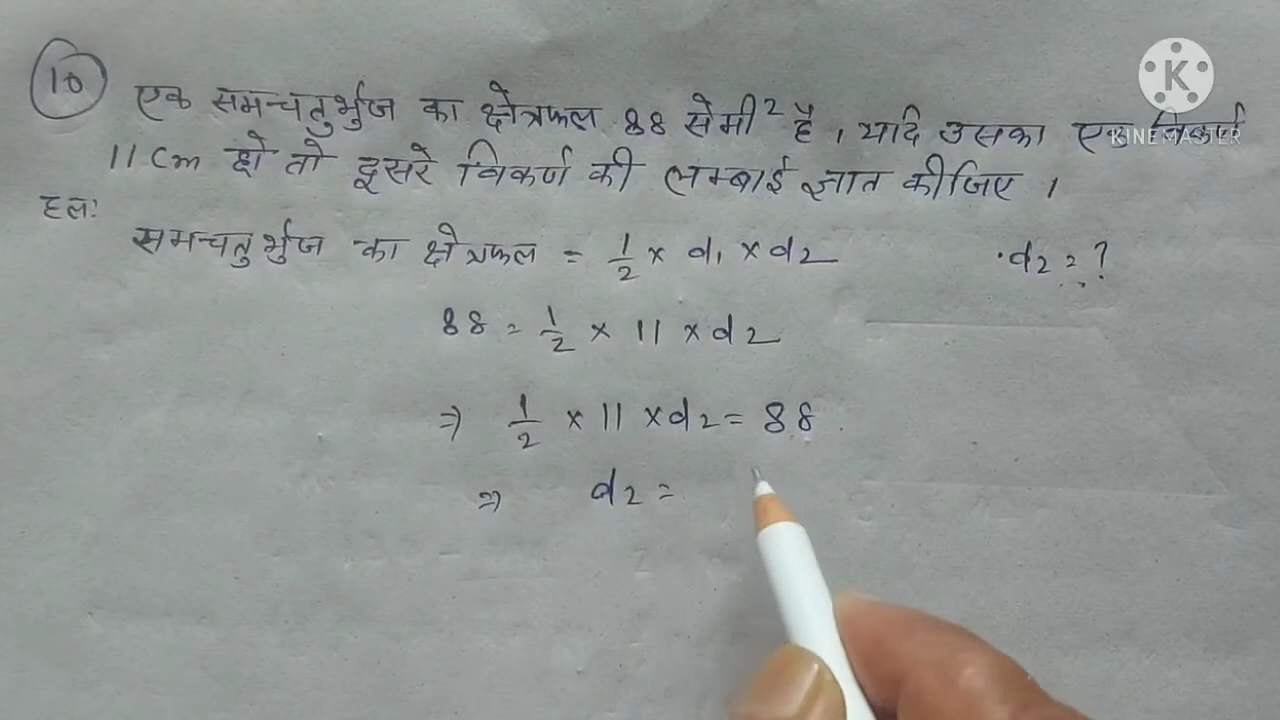 10 एक समचतुर्भुज का क्षेत्रफल 88 सेमी² है, यदि उसका एक विकर्ण
11 cm हो तो दूसरे विकर्ण की लम्बाई ज्ञात कीजिए ।
हल:
समचतुर्भुज का क्षेत्रफल = 1/2 × d1 × d2
d2 = ?
88 = 1/2 × 11 × d2
⇒ 1/2 × 11 × d2 = 88
⇒ d2 =
K
KINEMASTER